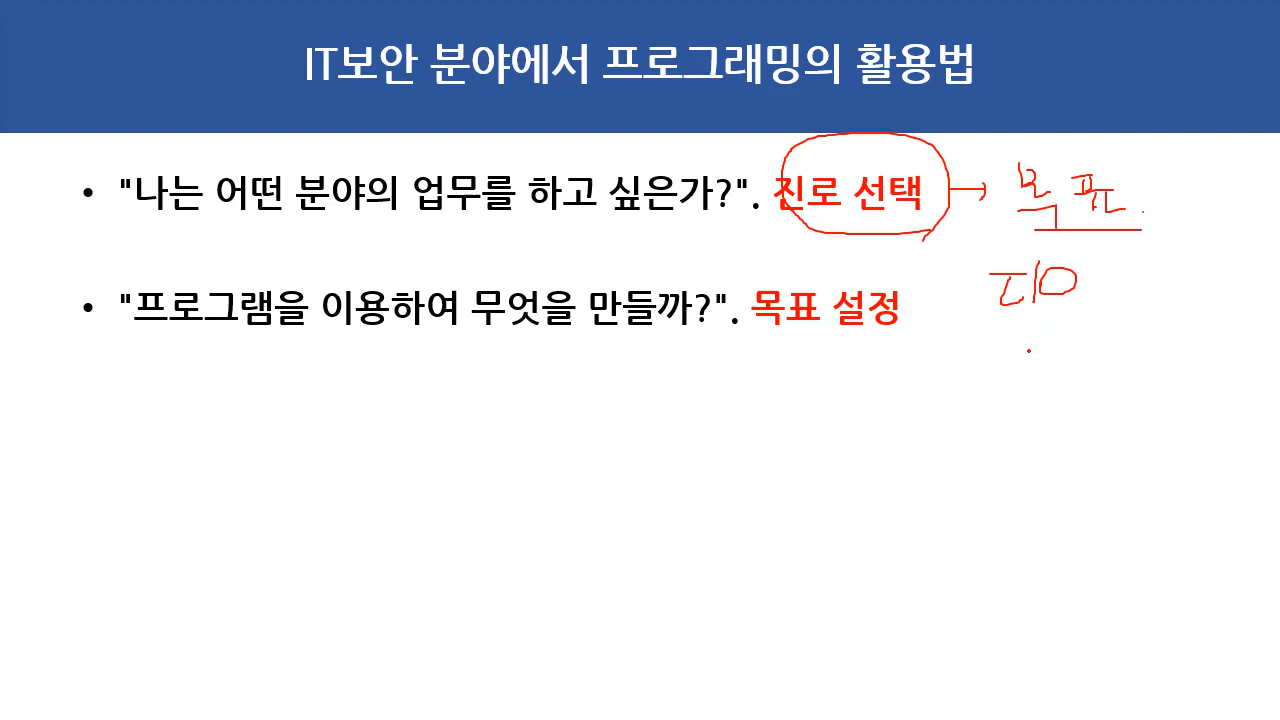 IT보안 분야에서 프로그래밍의 활용법
• "나는 어떤 분야의 업무를 하고 싶은가?". 진로 선택 → 목표.
• "프로그램을 이용하여 무엇을 만들까?". 목표 설정